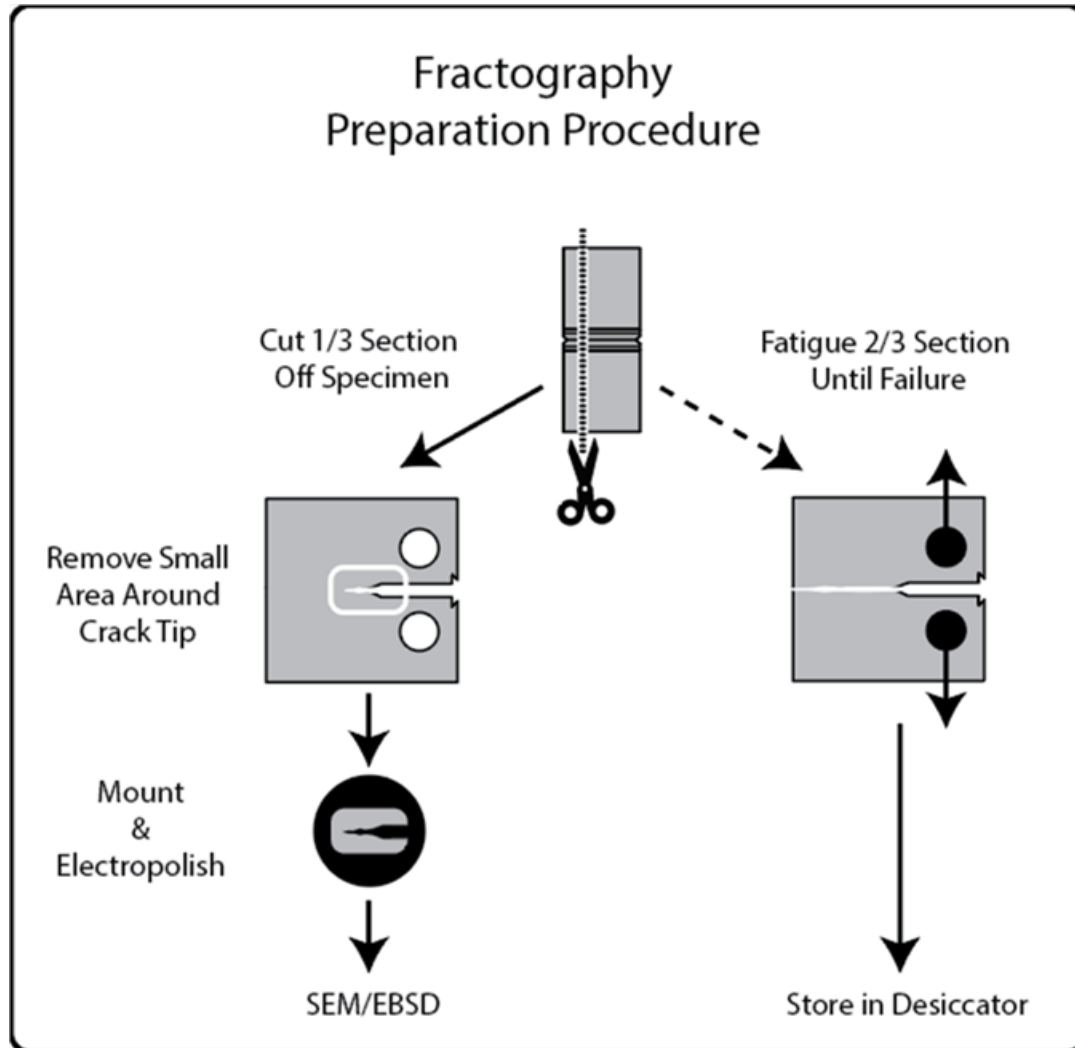 Fractography
Preparation Procedure
Cut 1/3 Section
Off Specimen
Fatigue 2/3 Section
Until Failure
Remove Small
Area Around
Crack Tip
Mount
&
Electropolish
SEM/EBSD
Store in Desiccator